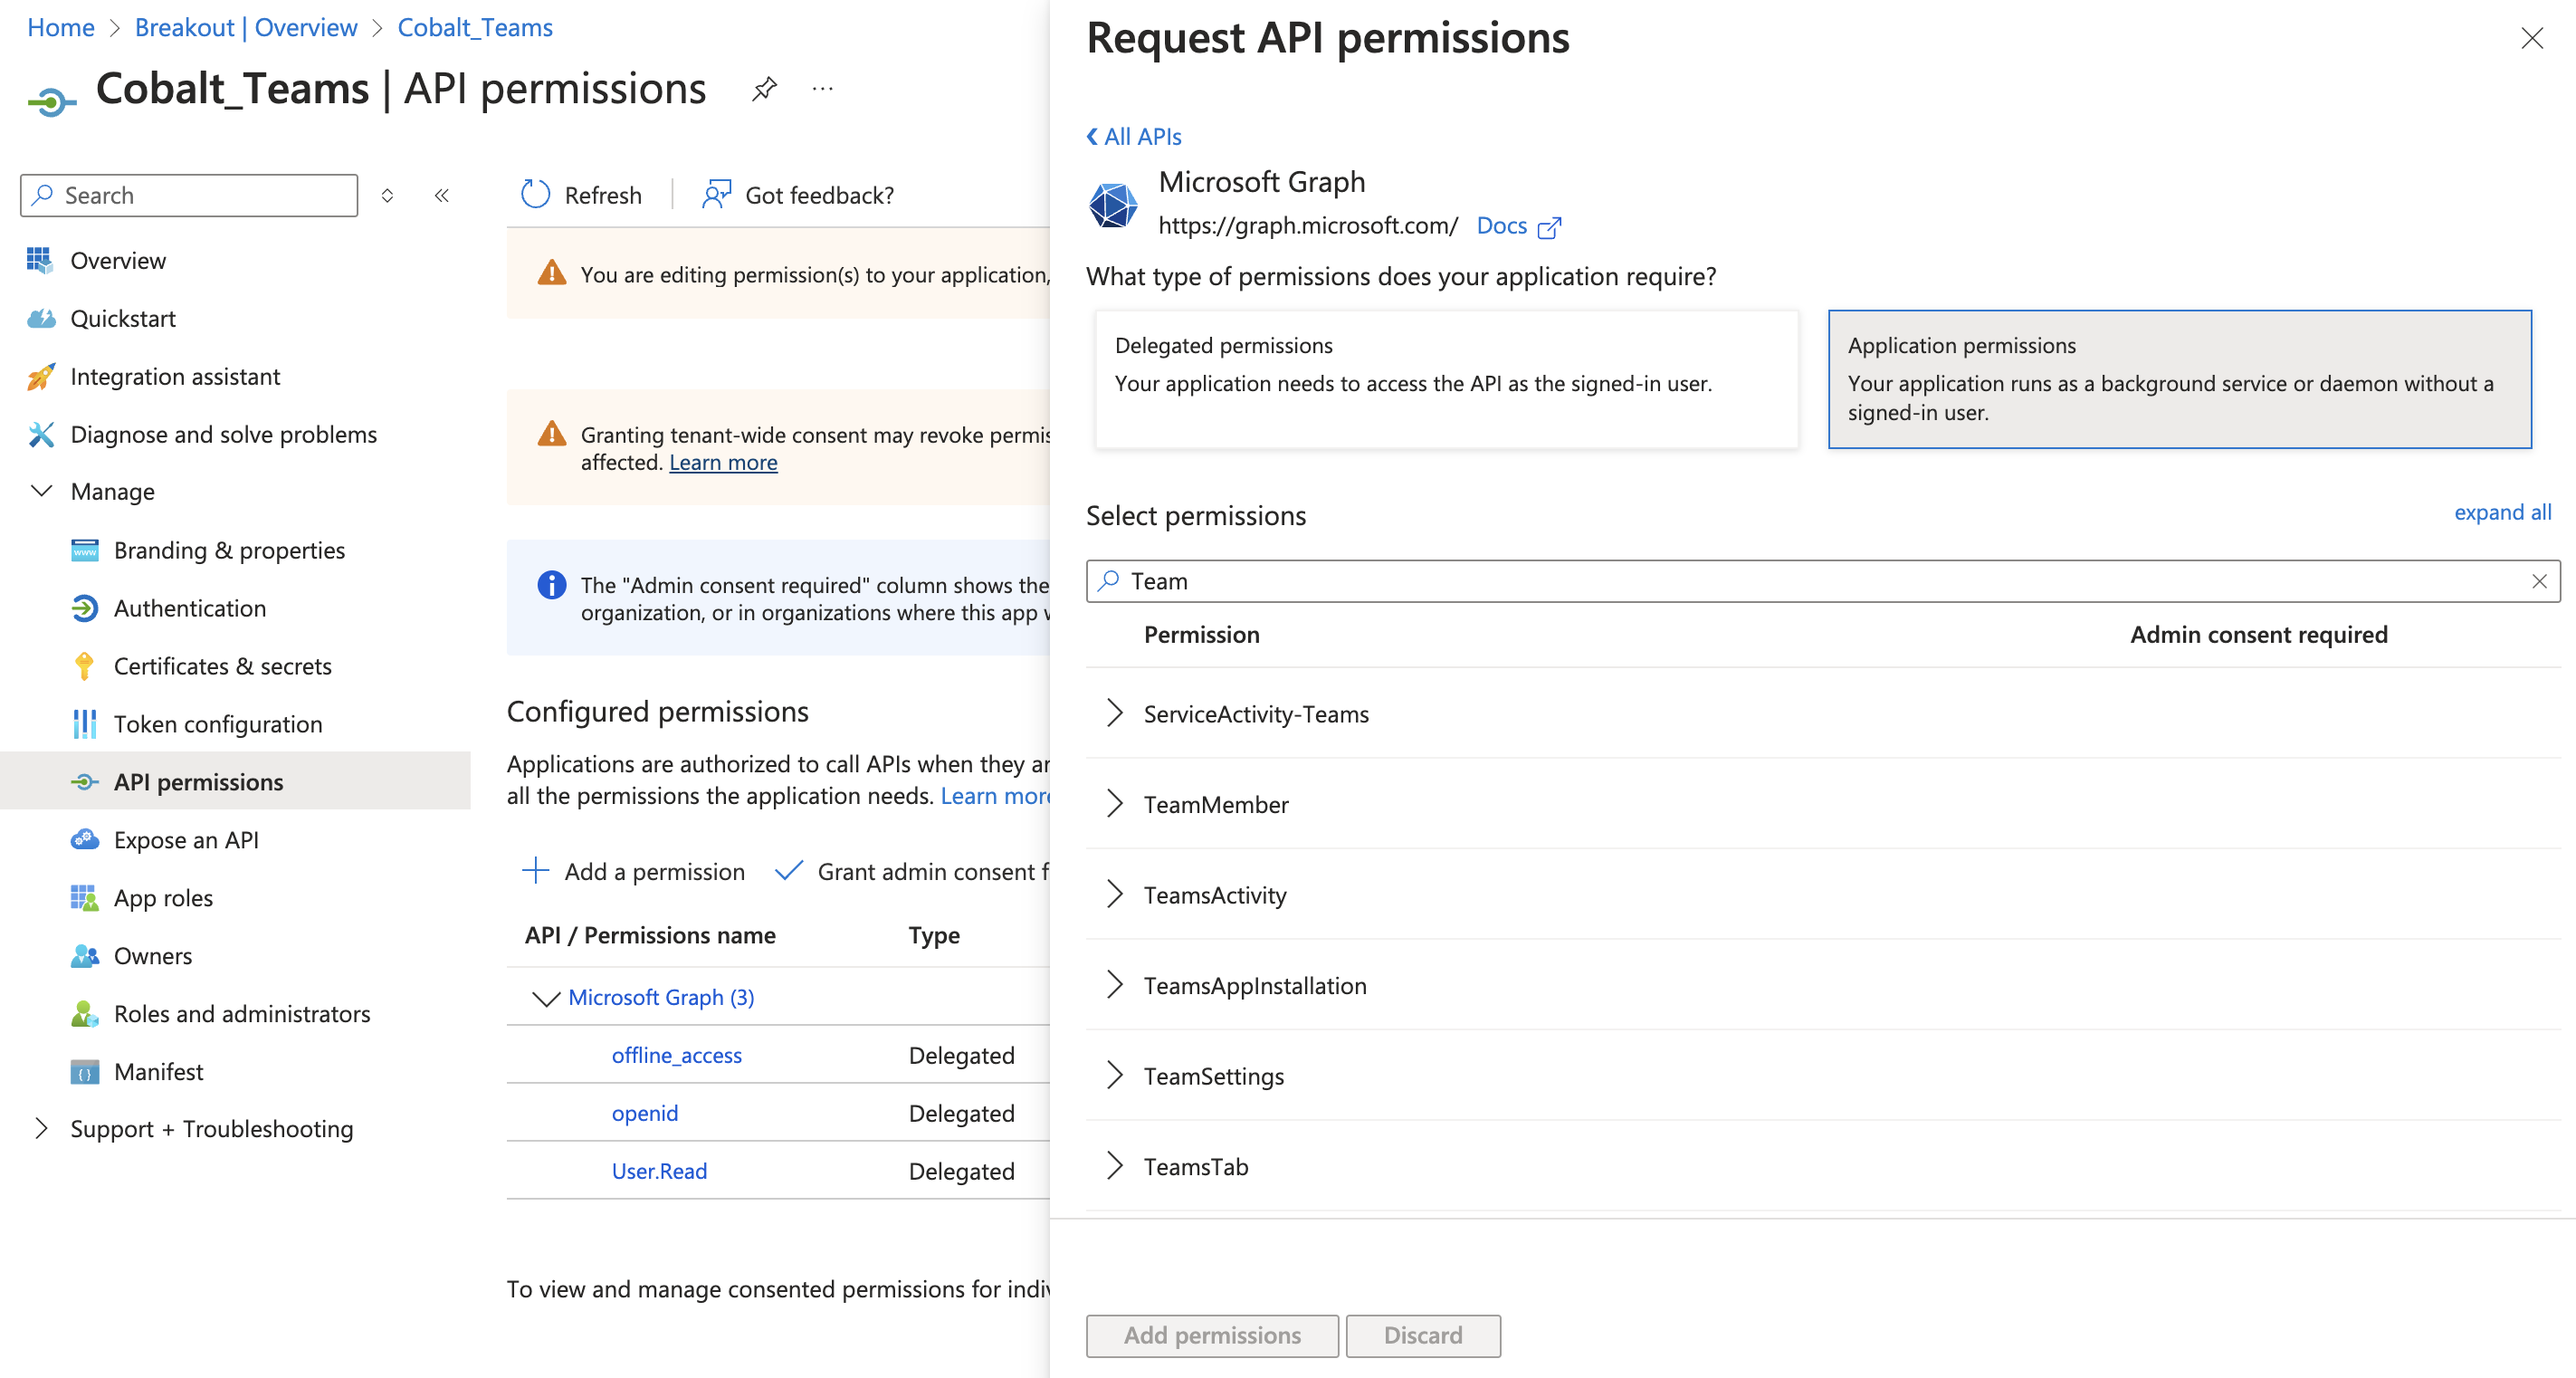 Home > Breakout | Overview > Cobalt_Teams
Cobalt_Teams | API permissions
Search
Overview
Quickstart
Integration assistant
Diagnose and solve problems
Manage
Branding & properties
Authentication
Certificates & secrets
Token configuration
API permissions
Expose an API
App roles
Owners
Roles and administrators
Manifest
Support + Troubleshooting
Refresh
Got feedback?
You are editing permission(s) to your application,
Granting tenant-wide consent may revoke permis
affected. Learn more
The "Admin consent required" column shows the
organization, or in organizations where this app w
Configured permissions
Applications are authorized to call APIs when they ar
all the permissions the application needs. Learn more
Add a permission
Grant admin consent f
API / Permissions name Type
Microsoft Graph (3)
offline_access Delegated
openid Delegated
User.Read Delegated
To view and manage consented permissions for indiv
Request API permissions
All APIs
Microsoft Graph
https://graph.microsoft.com/ Docs
What type of permissions does your application require?
Delegated permissions
Your application needs to access the API as the signed-in user.
Application permissions
Your application runs as a background service or daemon without a
signed-in user.
Select permissions
expand all
Team
Permission Admin consent required
ServiceActivity-Teams
TeamMember
TeamsActivity
TeamsAppInstallation
TeamSettings
TeamsTab
Add permissions
Discard